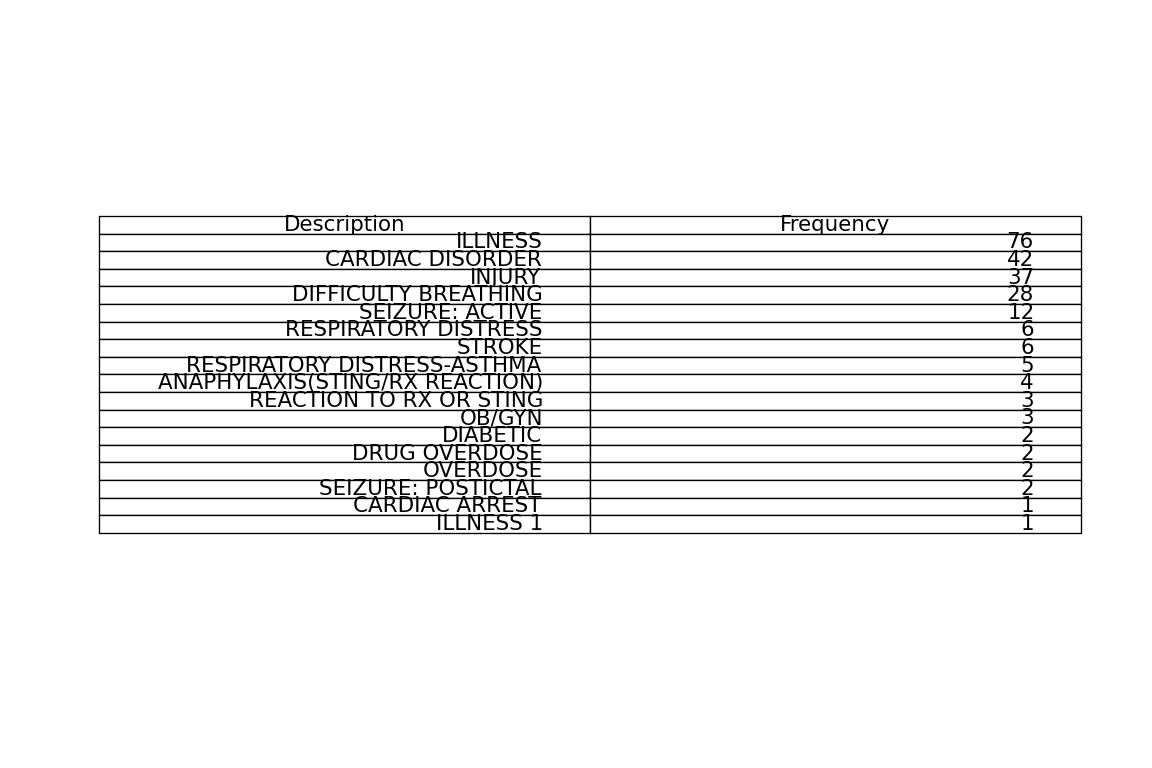 Description Frequency
ILLNESS 76
CARDIAC DISORDER 42
INJURY 37
DIFFICULTY BREATHING 28
SEIZURE: ACTIVE 12
RESPIRATORY DISTRESS 6
STROKE 6
RESPIRATORY DISTRESS-ASTHMA 5
ANAPHYLAXIS(STING/RX REACTION) 4
REACTION TO RX OR STING 3
OB/GYN 3
DIABETIC 2
DRUG OVERDOSE 2
OVERDOSE 2
SEIZURE: POSTICTAL 2
CARDIAC ARREST 1
ILLNESS 1 1